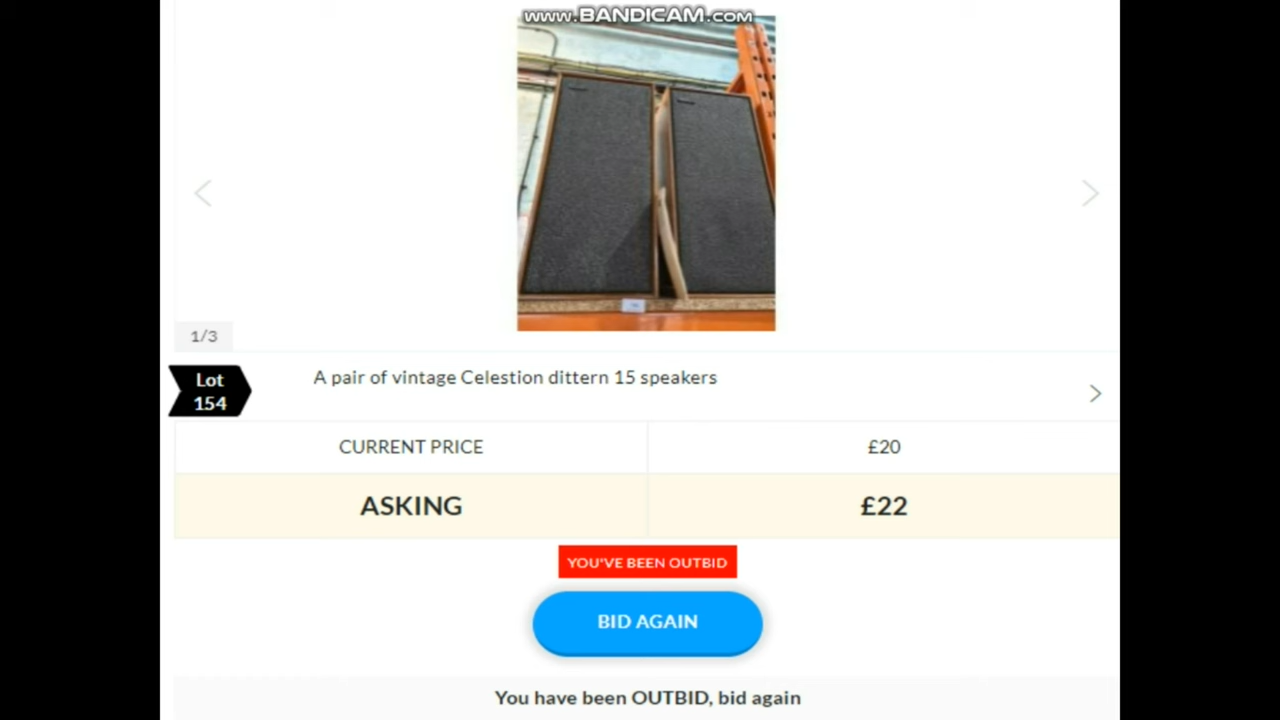 www.BANDICAM.com
1/3
Lot
154
A pair of vintage Celestion dittern 15 speakers
CURRENT PRICE
£20
ASKING
£22
YOU'VE BEEN OUTBID
BID AGAIN
You have been OUTBID, bid again